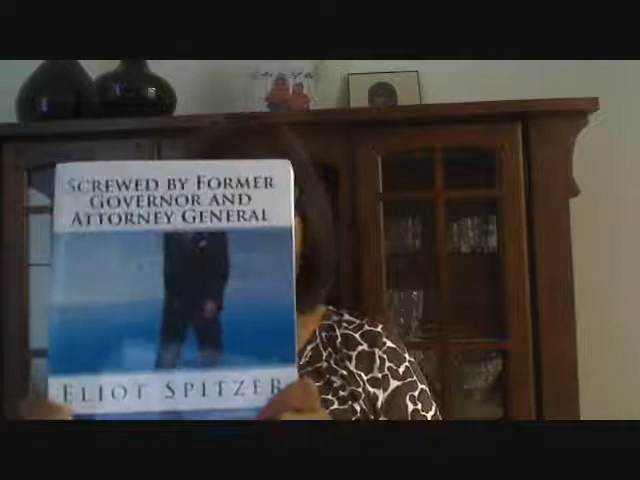 SCREWED BY FORMER
GOVERNOR AND
ATTORNEY GENERAL
ELIOT SPITZER